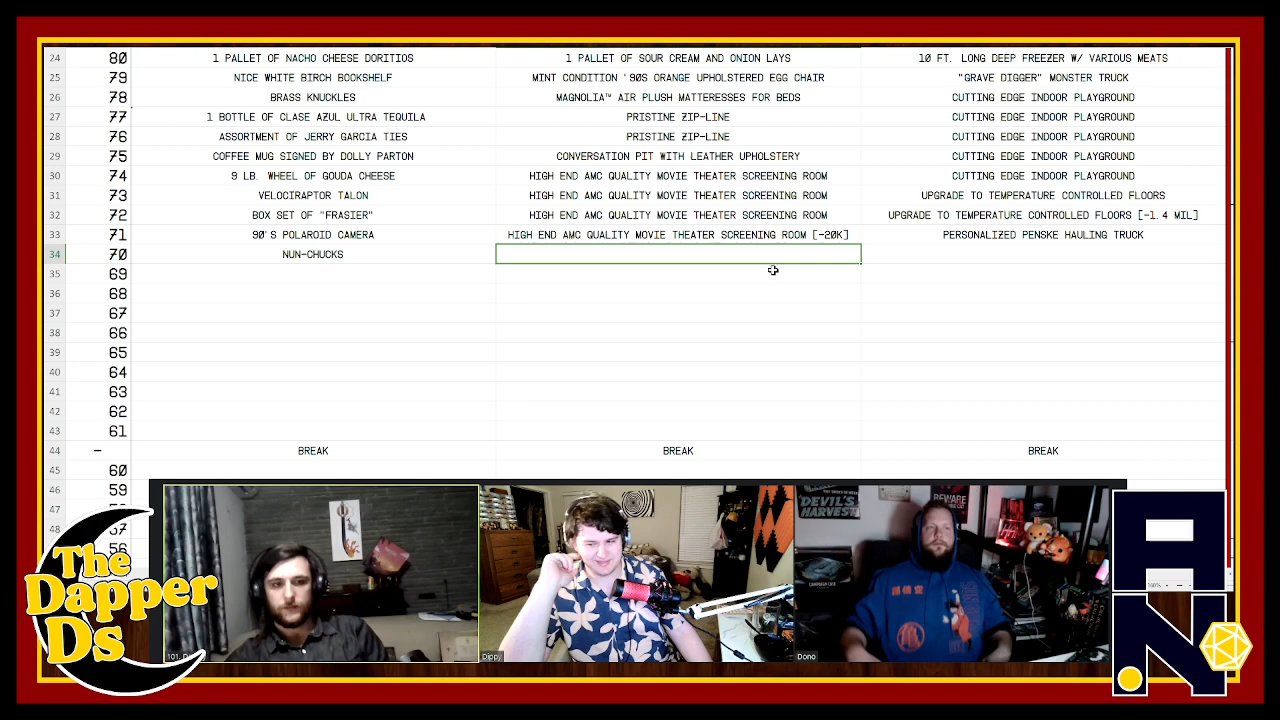 24 80 1 PALLET OF NACHO CHEESE DORITIOS 1 PALLET OF SOUR CREAM AND ONION LAYS 10 FT. LONG DEEP FREEZER W/ VARIOUS MEATS
25 79 NICE WHITE BIRCH BOOKSHELF MINT CONDITION '90S ORANGE UPHOLSTERED EGG CHAIR "GRAVE DIGGER" MONSTER TRUCK
26 78 BRASS KNUCKLES MAGNOLIA™ AIR PLUSH MATTERESSES FOR BEDS CUTTING EDGE INDOOR PLAYGROUND
27 77 1 BOTTLE OF CLASE AZUL ULTRA TEQUILA PRISTINE ZIP-LINE CUTTING EDGE INDOOR PLAYGROUND
28 76 ASSORTMENT OF JERRY GARCIA TIES PRISTINE ZIP-LINE CUTTING EDGE INDOOR PLAYGROUND
29 75 COFFEE MUG SIGNED BY DOLLY PARTON CONVERSATION PIT WITH LEATHER UPHOLSTERY CUTTING EDGE INDOOR PLAYGROUND
30 74 9 LB. WHEEL OF GOUDA CHEESE HIGH END AMC QUALITY MOVIE THEATER SCREENING ROOM CUTTING EDGE INDOOR PLAYGROUND
31 73 VELOCIRAPTOR TALON HIGH END AMC QUALITY MOVIE THEATER SCREENING ROOM UPGRADE TO TEMPERATURE CONTROLLED FLOORS
32 72 BOX SET OF "FRASIER" HIGH END AMC QUALITY MOVIE THEATER SCREENING ROOM UPGRADE TO TEMPERATURE CONTROLLED FLOORS [-1.4 MIL]
33 71 90'S POLAROID CAMERA HIGH END AMC QUALITY MOVIE THEATER SCREENING ROOM [-20K] PERSONALIZED PENSKE HAULING TRUCK
34 70 NUN-CHUCKS
35 69
36 68
37 67
38 66
39 65
40 64
41 63
42 62
43 61
44 – BREAK BREAK BREAK
45 60
46 59
47
48
DEVIL'S
HARVEST
BEWARE
Dippy
Dono
160%
The
Dapper
Ds
A
N